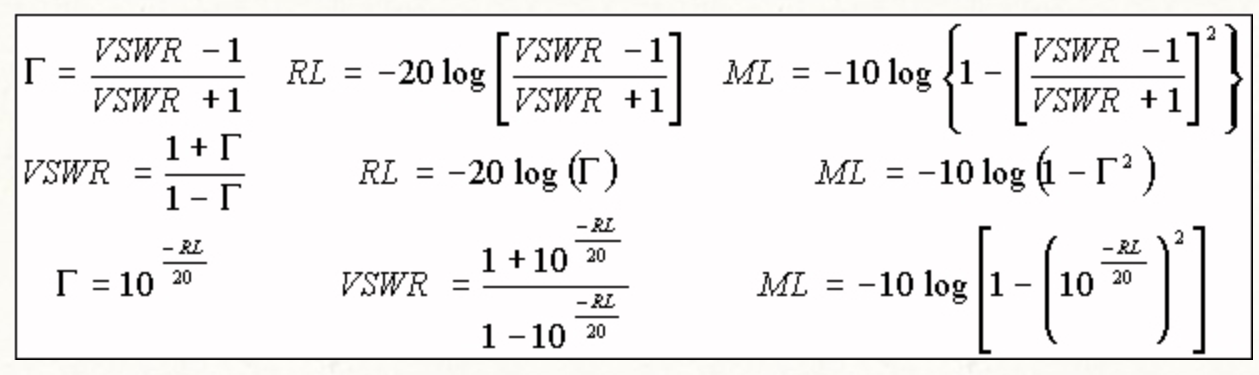 Γ = (VSWR − 1)/(VSWR + 1) RL = −20 log [(VSWR − 1)/(VSWR + 1)] ML = −10 log {1 − [(VSWR − 1)/(VSWR + 1)]²}
VSWR = (1 + Γ)/(1 − Γ) RL = −20 log (Γ) ML = −10 log (1 − Γ²)
Γ = 10^(−RL/20) VSWR = (1 + 10^(−RL/20))/(1 − 10^(−RL/20)) ML = −10 log [1 − (10^(−RL/20))²]